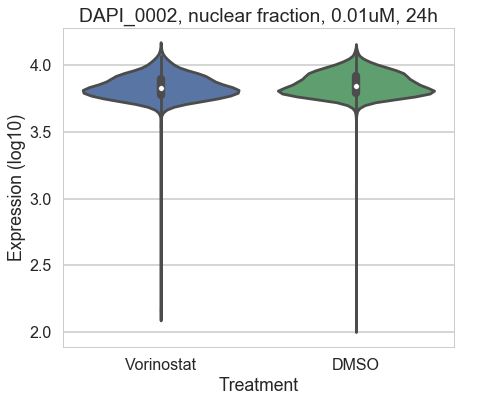 DAPI_0002, nuclear fraction, 0.01uM, 24h
Expression (log10)
4.0
3.5
3.0
2.5
2.0
Vorinostat DMSO
Treatment